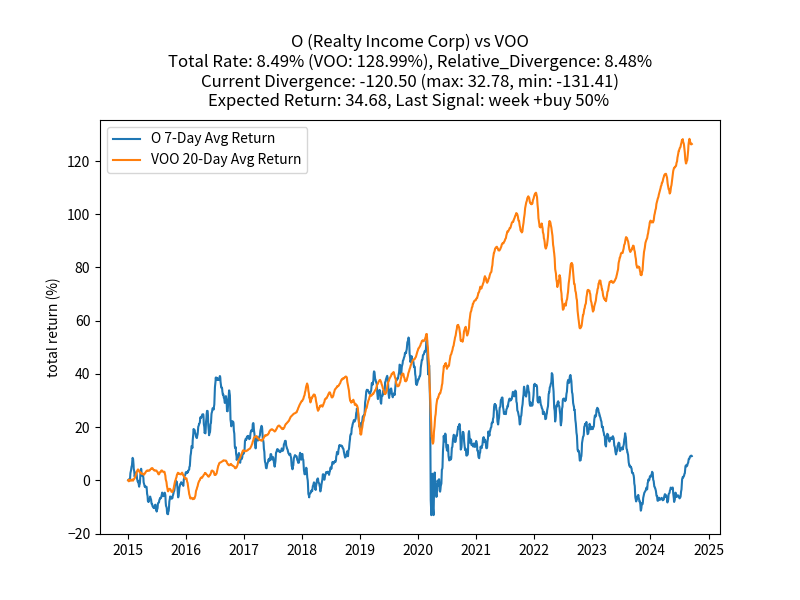 O (Realty Income Corp) vs VOO
Total Rate: 8.49% (VOO: 128.99%), Relative_Divergence: 8.48%
Current Divergence: -120.50 (max: 32.78, min: -131.41)
Expected Return: 34.68, Last Signal: week +buy 50%
O 7-Day Avg Return
VOO 20-Day Avg Return
total return (%)
120
100
80
60
40
20
0
−20
2015 2016 2017 2018 2019 2020 2021 2022 2023 2024 2025